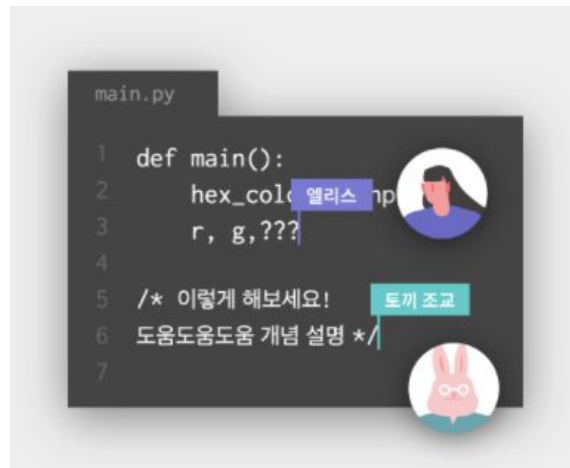 main.py
1 def main():
2 hex_col 엘리스 np
3 r, g,???
4
5 /* 이렇게 해보세요! 토끼 조교
6 도움도움도움 개념 설명 */
7